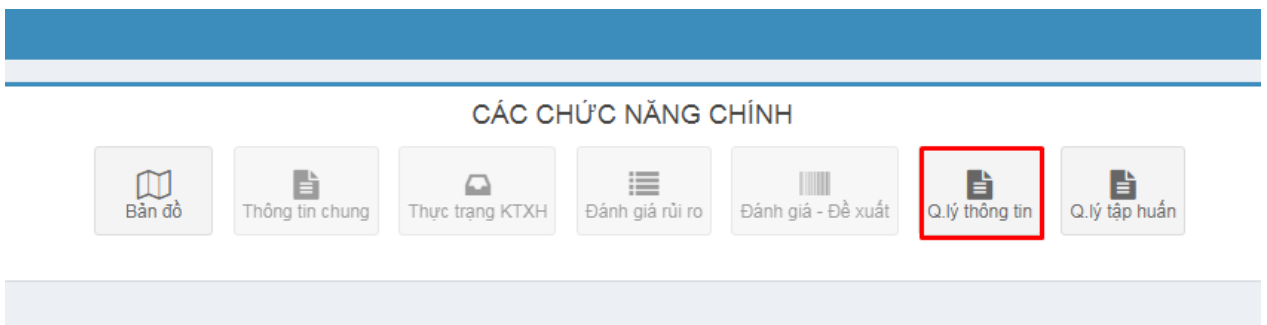 CÁC CHỨC NĂNG CHÍNH
Bản đồ
Thông tin chung
Thực trạng KTXH
Đánh giá rủi ro
Đánh giá - Đề xuất
Q.lý thông tin
Q.lý tập huấn